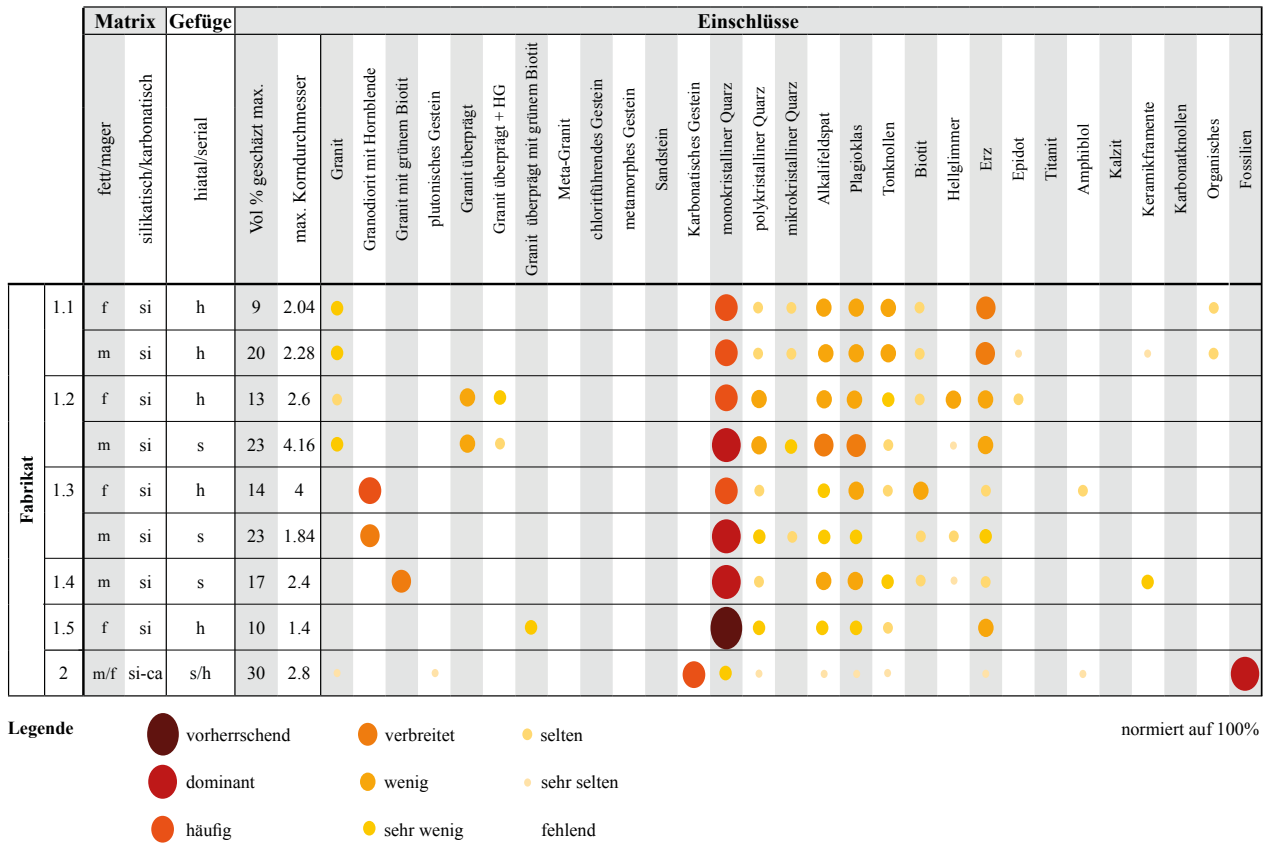 Matrix Gefüge Einschlüsse
fett/mager
silikatisch/karbonatisch
hiatal/serial
Vol % geschäzt max.
max. Korndurchmesser
Granit
Granodiorit mit Hornblende
Granit mit grünem Biotit
plutonisches Gestein
Granit überprägt
Granit überprägt + HG
Granit überprägt mit grünem Biotit
Meta-Granit
chloritführendes Gestein
metamorphes Gestein
Sandstein
Karbonatisches Gestein
monokristalliner Quarz
polykristalliner Quarz
mikrokristalliner Quarz
Alkalifeldspat
Plagioklas
Tonknollen
Biotit
Hellglimmer
Erz
Epidot
Titanit
Amphiblol
Kalzit
Keramikframente
Karbonatknollen
Organisches
Fossilien
Fabrikat
1.1 f si h 9 2.04
m si h 20 2.28
1.2 f si h 13 2.6
m si s 23 4.16
1.3 f si h 14 4
m si s 23 1.84
1.4 m si s 17 2.4
1.5 f si h 10 1.4
2 m/f si-ca s/h 30 2.8
Legende vorherrschend verbreitet selten normiert auf 100%
dominant wenig sehr selten
häufig sehr wenig fehlend